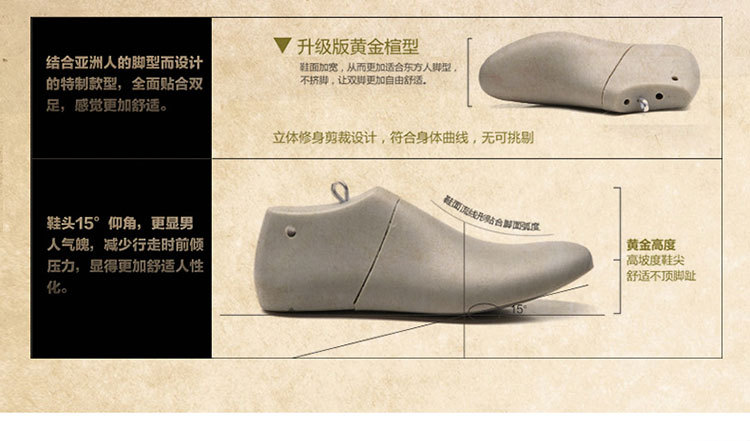 结合亚洲人的脚型而设计
的特制款型，全面贴合双
足，感觉更加舒适。
▼ 升级版黄金楦型
鞋面加宽，从而更加适合东方人脚型，
不挤脚，让双脚更加自由舒适。
立体修身剪裁设计，符合身体曲线，无可挑剔
鞋头15°仰角，更显男
人气魄，减少行走时前倾
压力，显得更加舒适人性
化。
鞋面顶线形贴合脚面弧度
黄金高度
高坡度鞋尖
舒适不顶脚趾
15°